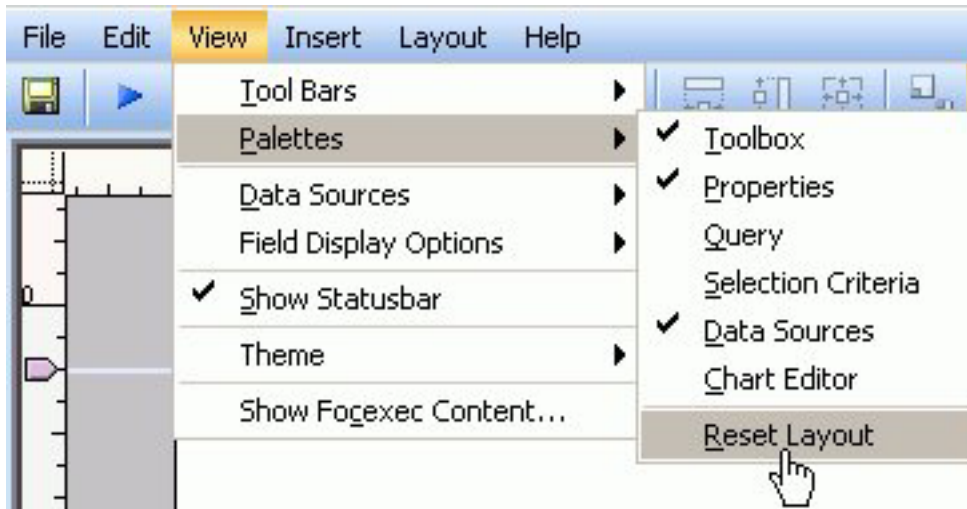 File Edit View Insert Layout Help
Tool Bars
Palettes
Data Sources
Field Display Options
Show Statusbar
Theme
Show Focexec Content...
Toolbox
Properties
Query
Selection Criteria
Data Sources
Chart Editor
Reset Layout
0